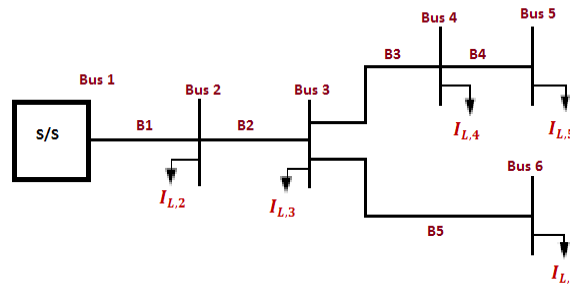 Bus 1
S/S
B1
Bus 2
I_{L,2}
B2
Bus 3
I_{L,3}
B3
Bus 4
I_{L,4}
B4
Bus 5
Bus 6
B5